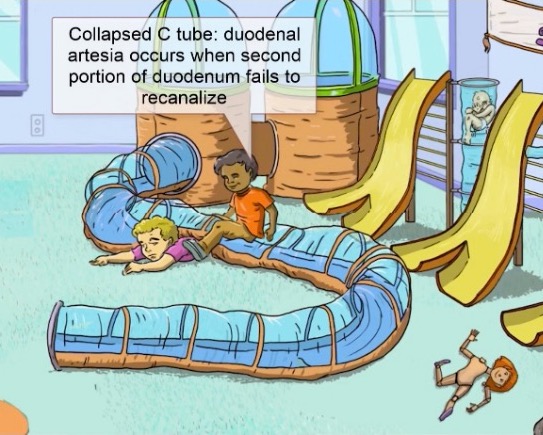 Collapsed C tube: duodenal
artesia occurs when second
portion of duodenum fails to
recanalize